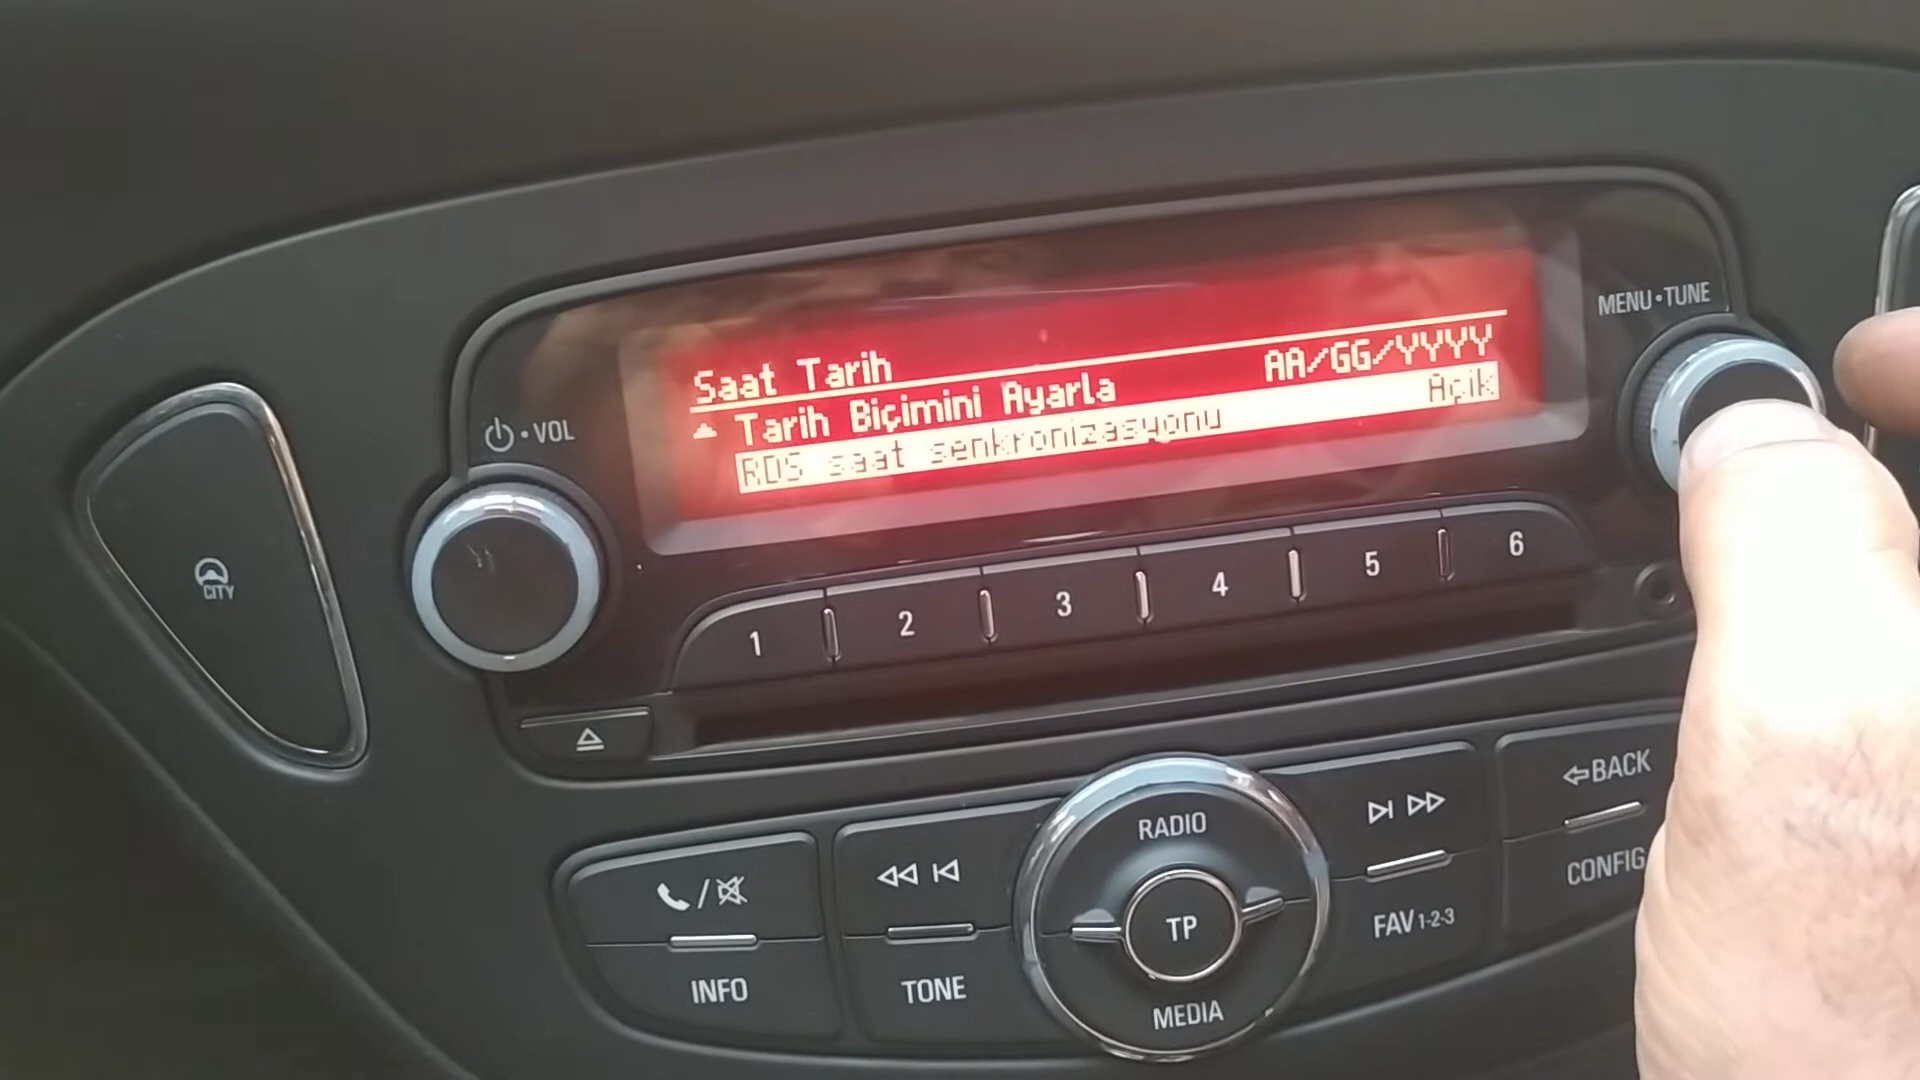 MENU•TUNE
Saat Tarih
Tarih Biçimini Ayarla AA/GG/YYYY
RDS saat senkronizasyonu Açik
•VOL
CITY
1 2 3 4 5 6
BACK
RADIO
CONFIG
TP
FAV 1-2-3
INFO
TONE
MEDIA